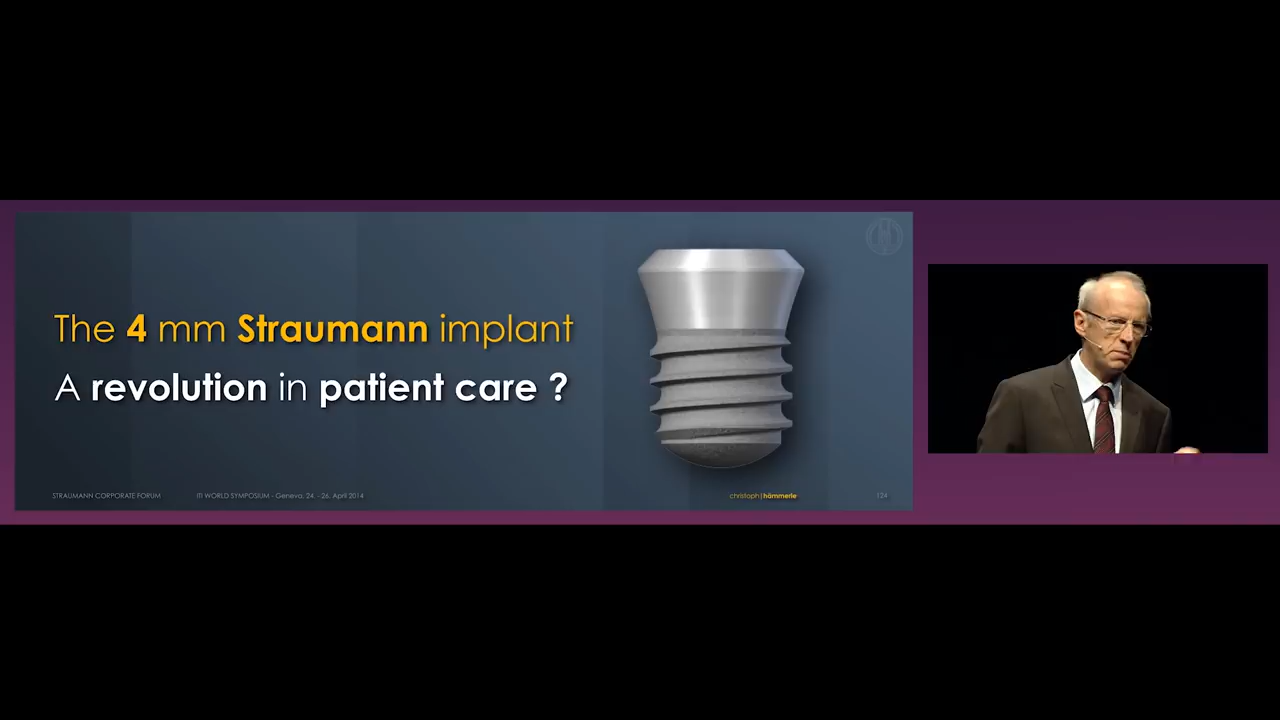 The 4 mm Straumann implant
A revolution in patient care ?
STRAUMANN CORPORATE FORUM
ITI WORLD SYMPOSIUM - Geneva, 24. - 26. April 2014
christoph|hämmerle
|24